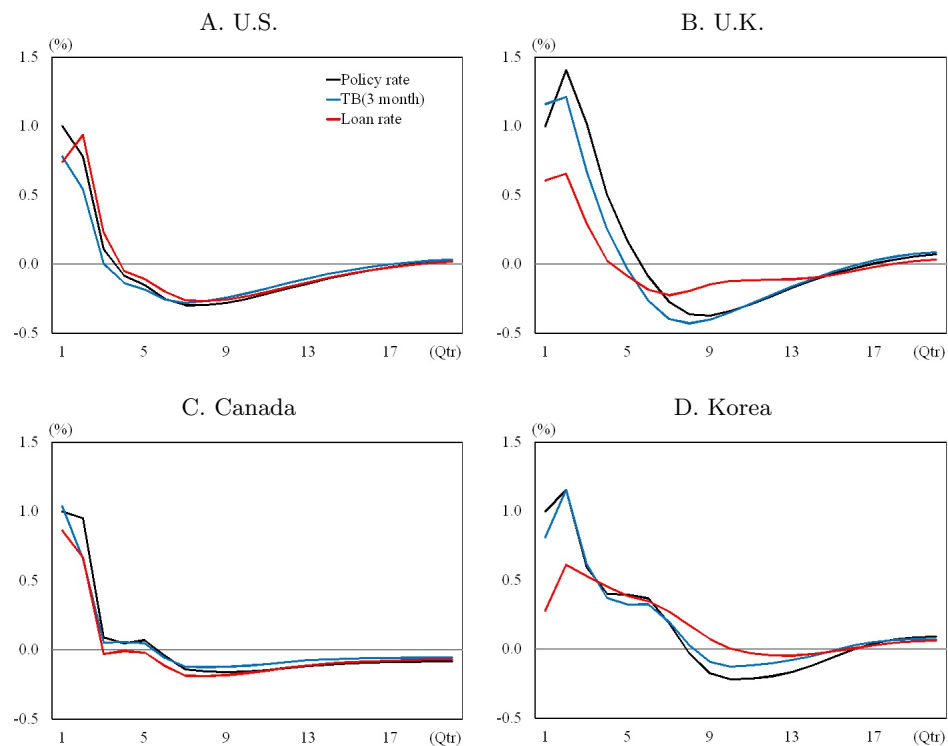 A. U.S.
(%)
1.5
1.0
0.5
0.0
-0.5
Policy rate
TB(3 month)
Loan rate
1 5 9 13 17 (Qtr)
B. U.K.
(%)
1.5
1.0
0.5
0.0
-0.5
1 5 9 13 17 (Qtr)
C. Canada
(%)
1.5
1.0
0.5
0.0
-0.5
1 5 9 13 17 (Qtr)
D. Korea
(%)
1.5
1.0
0.5
0.0
-0.5
1 5 9 13 17 (Qtr)